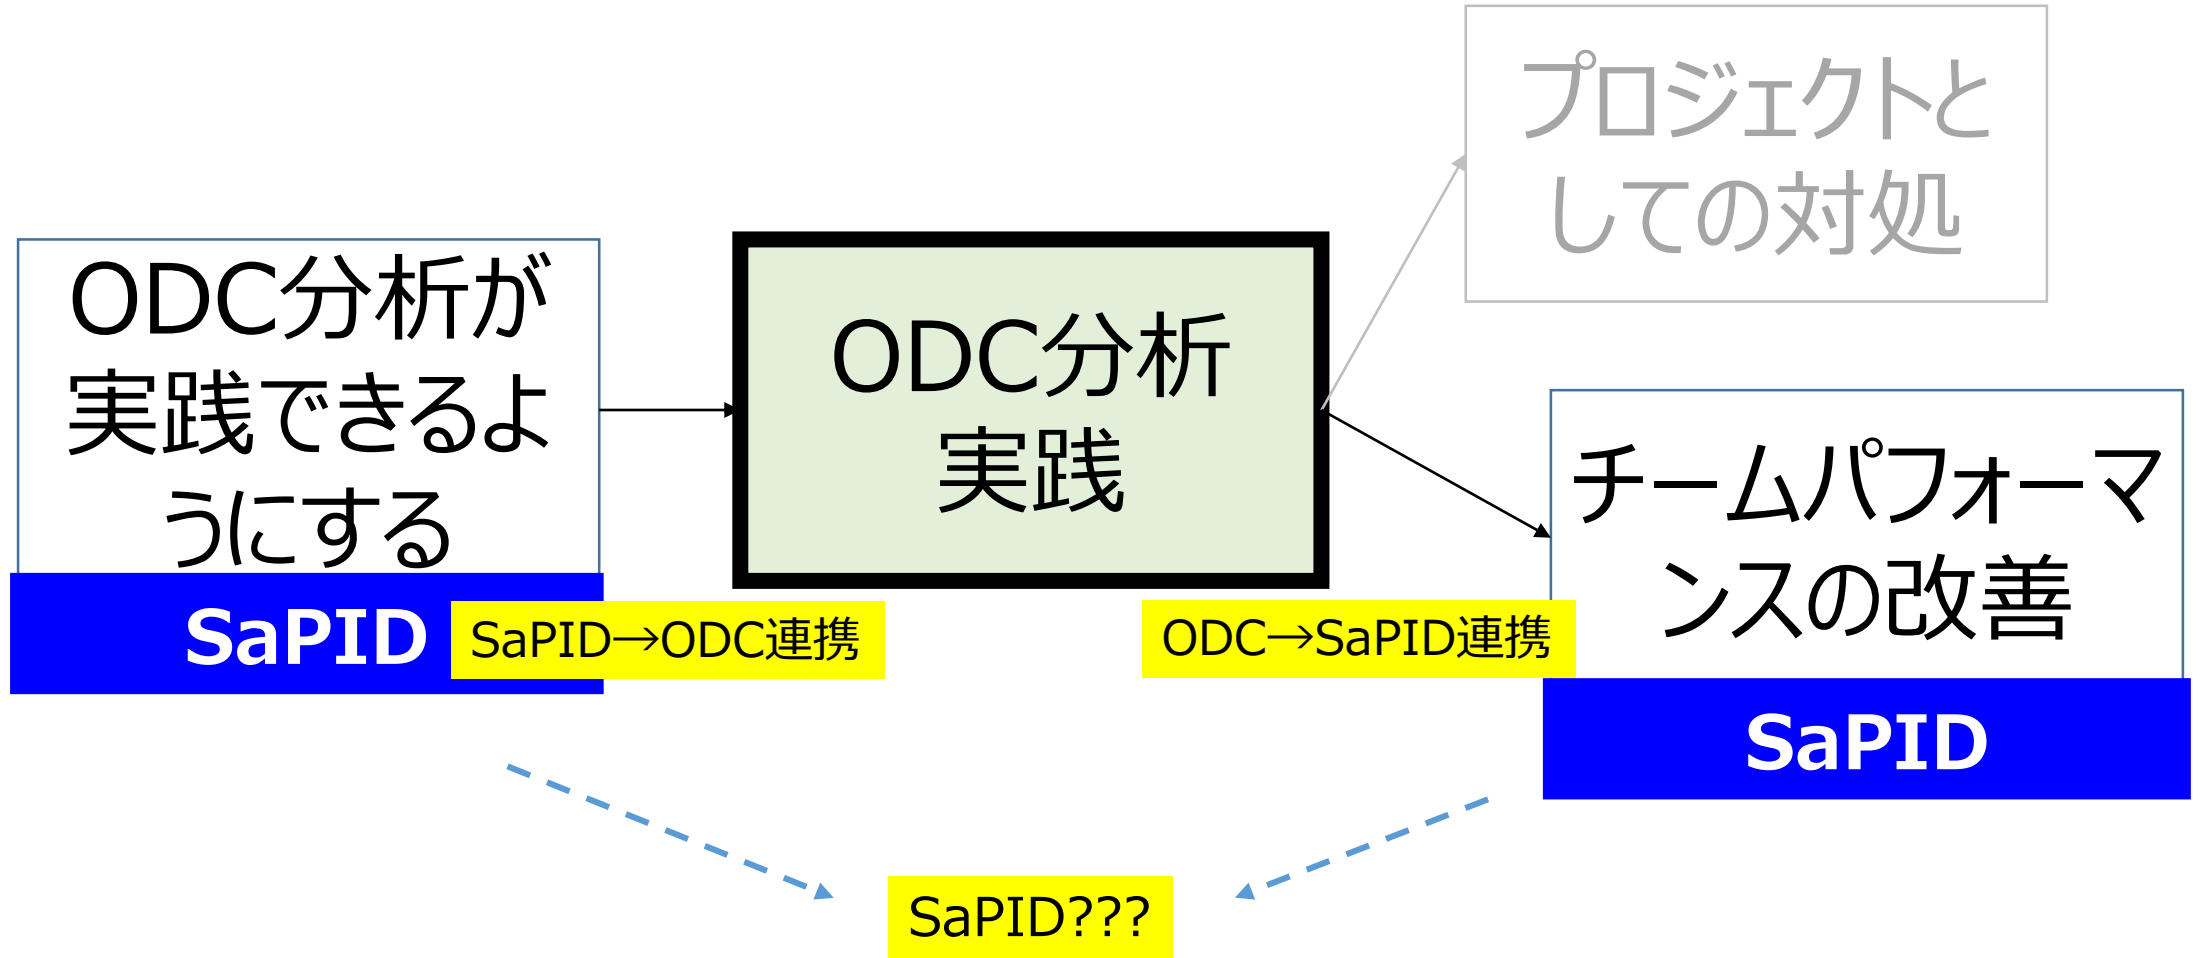 プロジェクトと
しての対処
ODC分析が
実践できるよ
うにする
SaPID
SaPID→ODC連携
ODC分析
実践
ODC→SaPID連携
チームパフォーマ
ンスの改善
SaPID
SaPID???